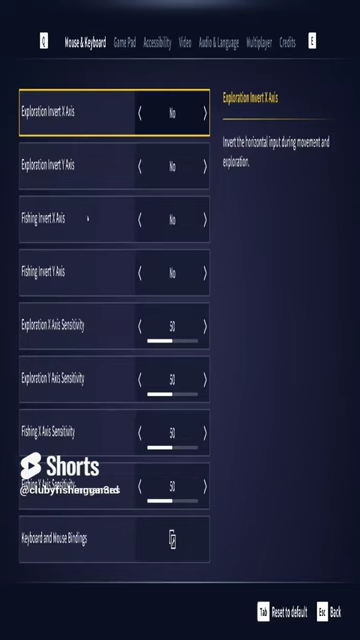 Q Mouse & Keyboard Game Pad Accessibility Video Audio & Language Multiplayer Credits E
Exploration Invert X Axis No
Exploration Invert X Axis
Invert the horizontal input during movement and
exploration.
Exploration Invert Y Axis No
Fishing Invert X Axis No
Fishing Invert Y Axis No
Exploration X Axis Sensitivity 50
Exploration Y Axis Sensitivity 50
Fishing X Axis Sensitivity 50
Shorts
Fishing Y Axis Sensitivity 50
Keyboard and Mouse Bindings
Tab Reset to default Esc Back